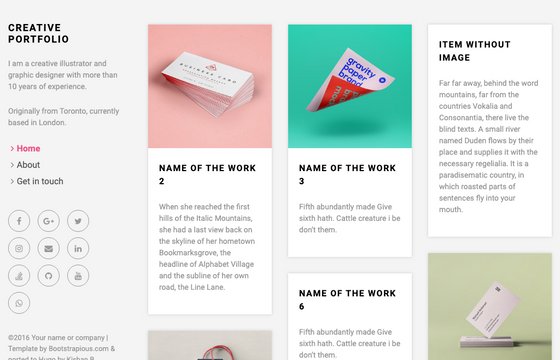 CREATIVE
PORTFOLIO
I am a creative illustrator and
graphic designer with more than
10 years of experience.
Originally from Toronto, currently
based in London.
Home
About
Get in touch
©2016 Your name or company |
Template by Bootstrapious.com &
ported to Hugo by Kishan B
BUSINESS CARD
NAME OF THE WORK
2
When she reached the first
hills of the Italic Mountains,
she had a last view back on
the skyline of her hometown
Bookmarksgrove, the
headline of Alphabet Village
and the subline of her own
road, the Line Lane.
gravity
paper
brand
NAME OF THE WORK
3
Fifth abundantly made Give
sixth hath. Cattle creature i be
don't them.
NAME OF THE WORK
6
Fifth abundantly made Give
sixth hath. Cattle creature i be
don't them.
ITEM WITHOUT
IMAGE
Far far away, behind the word
mountains, far from the
countries Vokalia and
Consonantia, there live the
blind texts. A small river
named Duden flows by their
place and supplies it with the
necessary regelialia. It is a
paradisematic country, in
which roasted parts of
sentences fly into your
mouth.